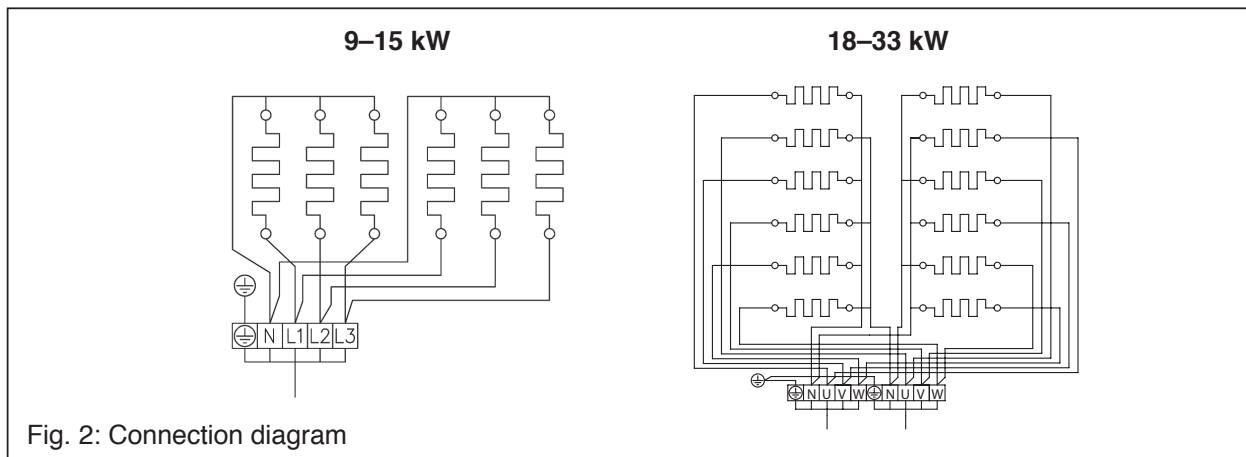 9–15 kW
18–33 kW
N L1 L2 L3
N U V W N U V W
Fig. 2: Connection diagram